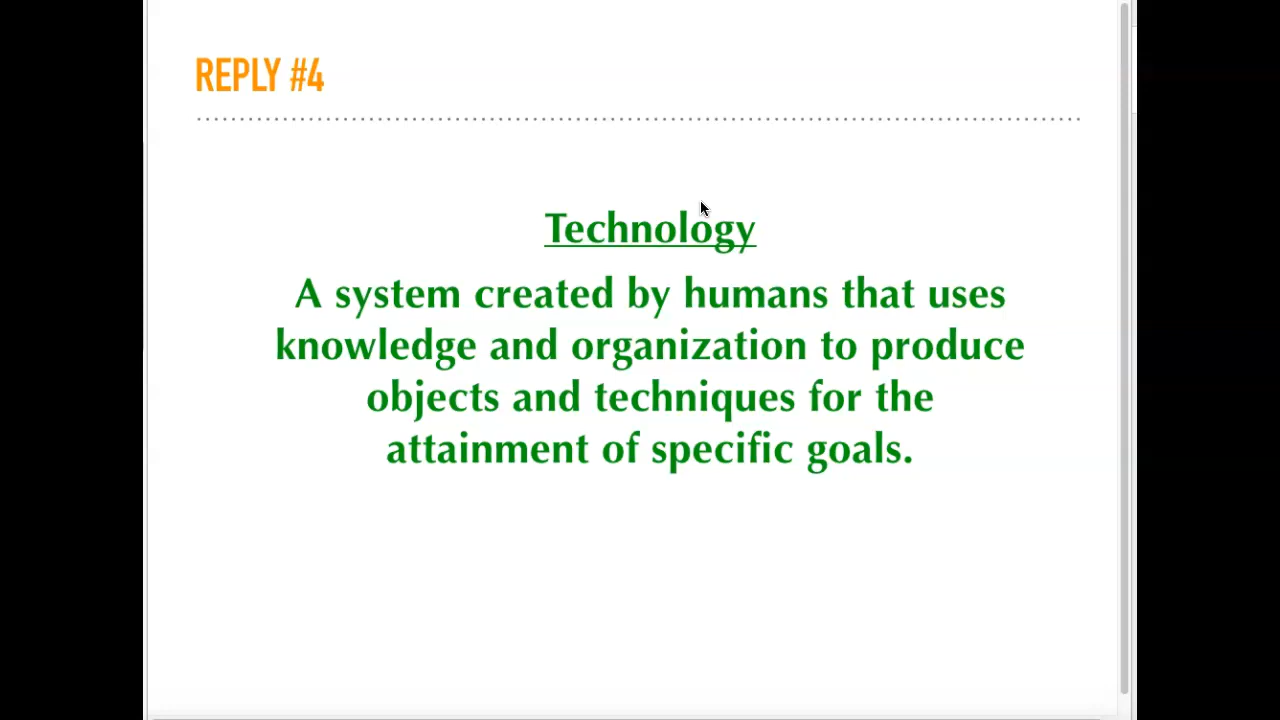 REPLY #4
Technology
A system created by humans that uses
knowledge and organization to produce
objects and techniques for the
attainment of specific goals.